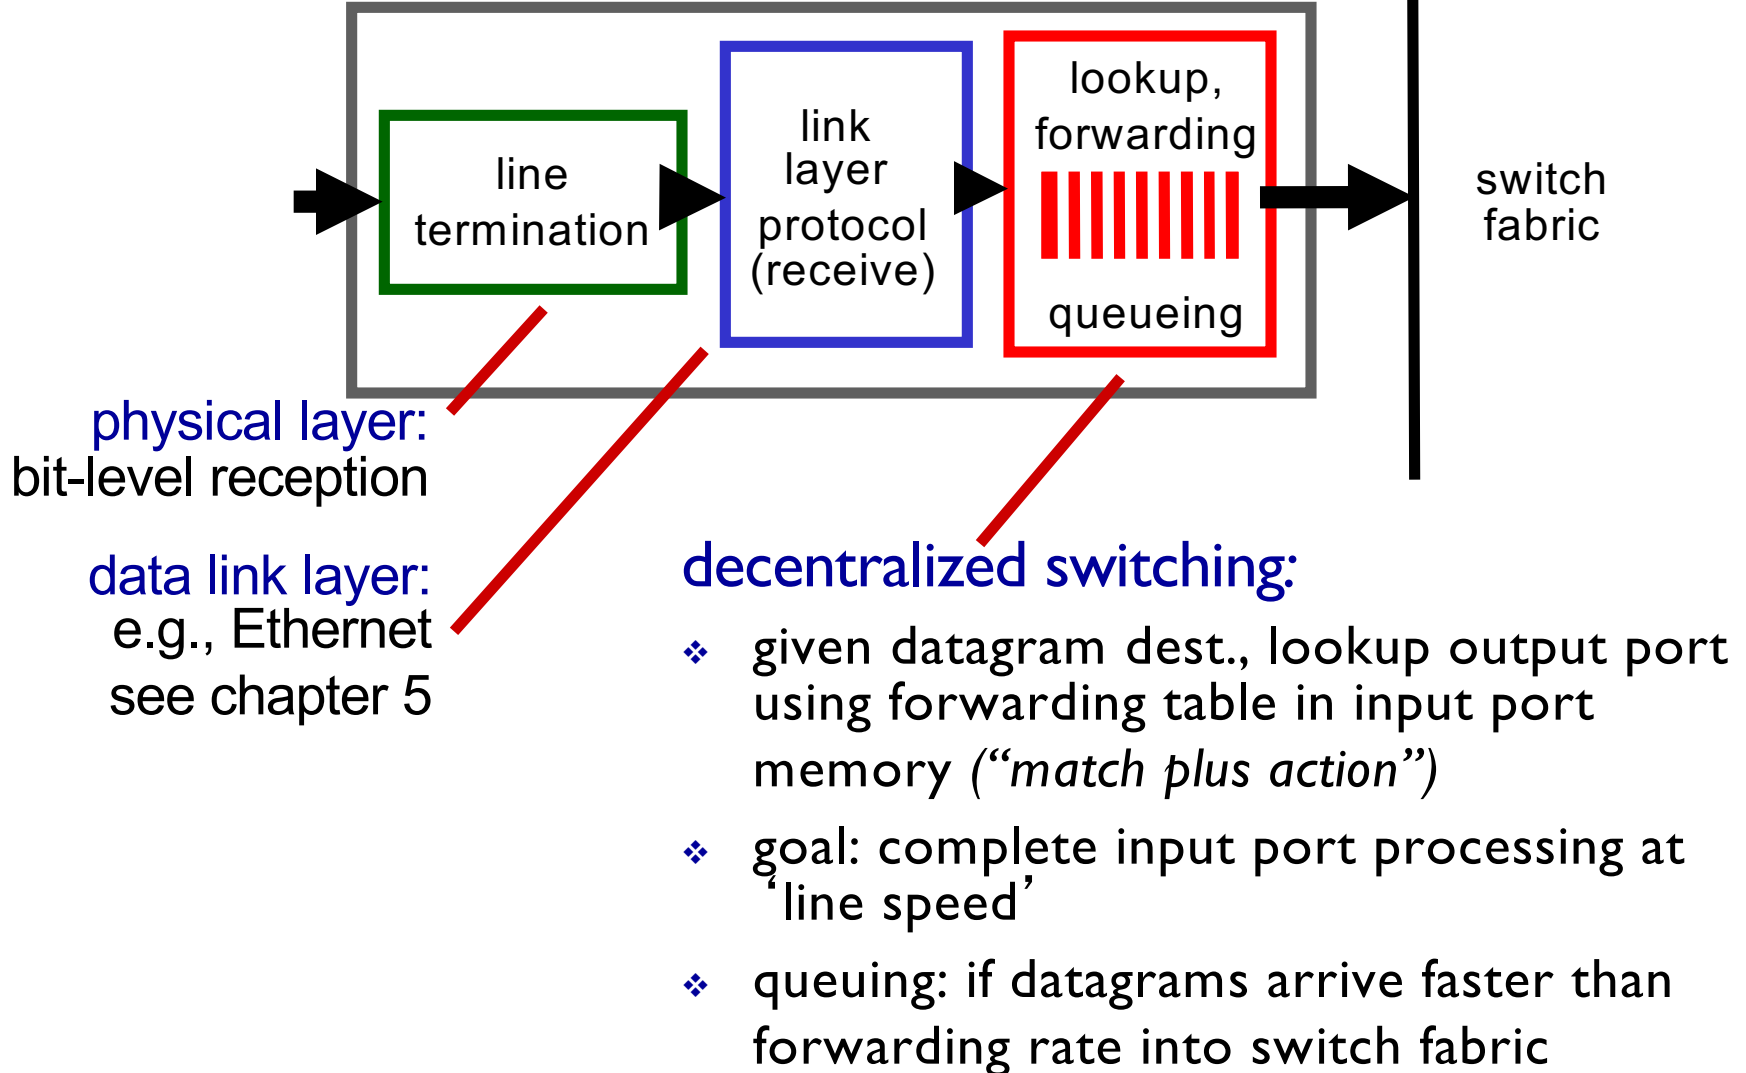 line
termination
link
layer
protocol
(receive)
lookup,
forwarding
queueing
switch
fabric
physical layer:
bit-level reception
data link layer:
e.g., Ethernet
see chapter 5
decentralized switching:
❖ given datagram dest., lookup output port
using forwarding table in input port
memory (“match plus action”)
❖ goal: complete input port processing at
‘line speed’
❖ queuing: if datagrams arrive faster than
forwarding rate into switch fabric